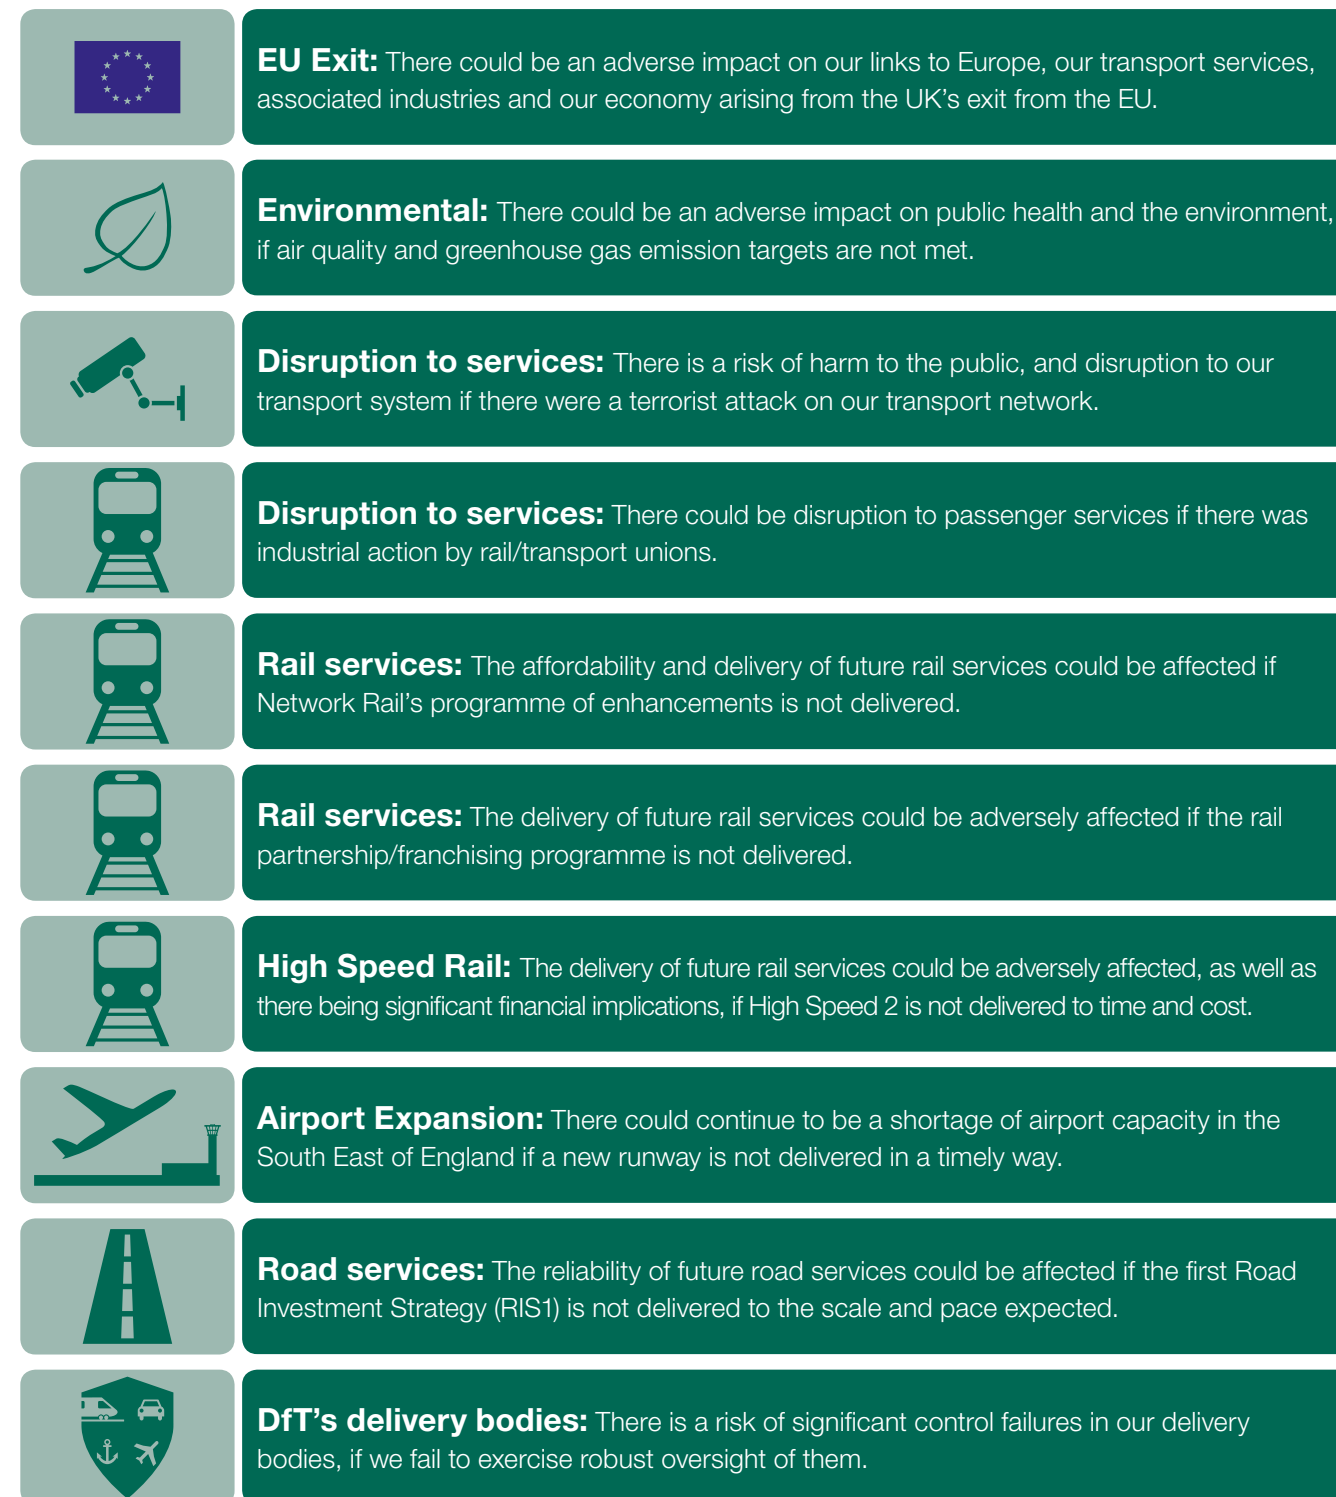 EU Exit: There could be an adverse impact on our links to Europe, our transport services,
associated industries and our economy arising from the UK’s exit from the EU.
Environmental: There could be an adverse impact on public health and the environment,
if air quality and greenhouse gas emission targets are not met.
Disruption to services: There is a risk of harm to the public, and disruption to our
transport system if there were a terrorist attack on our transport network.
Disruption to services: There could be disruption to passenger services if there was
industrial action by rail/transport unions.
Rail services: The affordability and delivery of future rail services could be affected if
Network Rail’s programme of enhancements is not delivered.
Rail services: The delivery of future rail services could be adversely affected if the rail
partnership/franchising programme is not delivered.
High Speed Rail: The delivery of future rail services could be adversely affected, as well as
there being significant financial implications, if High Speed 2 is not delivered to time and cost.
Airport Expansion: There could continue to be a shortage of airport capacity in the
South East of England if a new runway is not delivered in a timely way.
Road services: The reliability of future road services could be affected if the first Road
Investment Strategy (RIS1) is not delivered to the scale and pace expected.
DfT’s delivery bodies: There is a risk of significant control failures in our delivery
bodies, if we fail to exercise robust oversight of them.